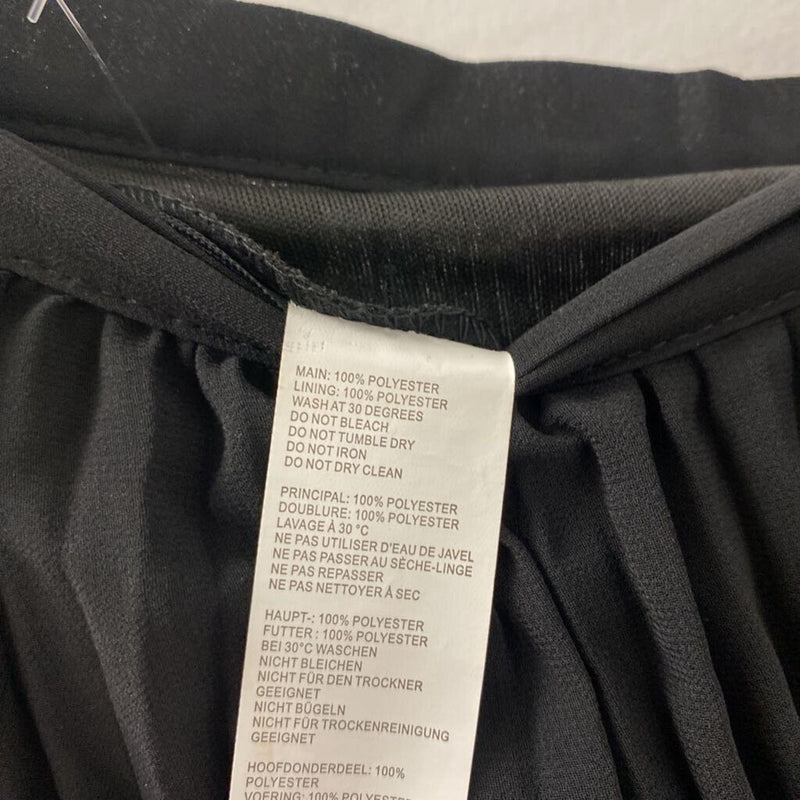 MAIN: 100% POLYESTER
LINING: 100% POLYESTER
WASH AT 30 DEGREES
DO NOT BLEACH
DO NOT TUMBLE DRY
DO NOT IRON
DO NOT DRY CLEAN
PRINCIPAL: 100% POLYESTER
DOUBLURE: 100% POLYESTER
LAVAGE À 30 °C
NE PAS UTILISER D'EAU DE JAVEL
NE PAS PASSER AU SÈCHE-LINGE
NE PAS REPASSER
NE PAS NETTOYER À SEC
HAUPT-: 100% POLYESTER
FUTTER : 100% POLYESTER
BEI 30°C WASCHEN
NICHT BLEICHEN
NICHT FÜR DEN TROCKNER
GEEIGNET
NICHT BÜGELN
NICHT FÜR TROCKENREINIGUNG
GEEIGNET
HOOFDONDERDEEL: 100%
POLYESTER
VOERING: 100% POLYESTER